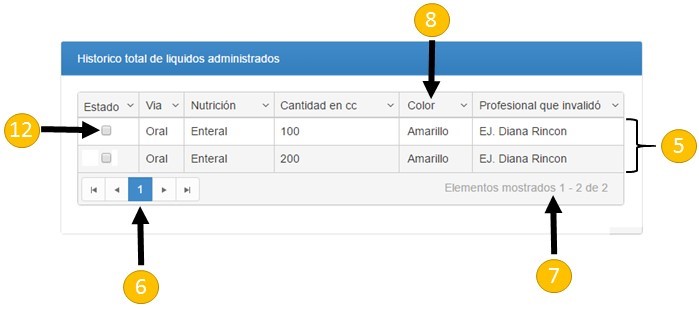 8
Historico total de liquidos administrados
Estado Via Nutrición Cantidad en cc Color Profesional que invalidó
12
Oral Enteral 100 Amarillo EJ. Diana Rincon
5
Oral Enteral 200 Amarillo EJ. Diana Rincon
1
Elementos mostrados 1 - 2 de 2
6
7